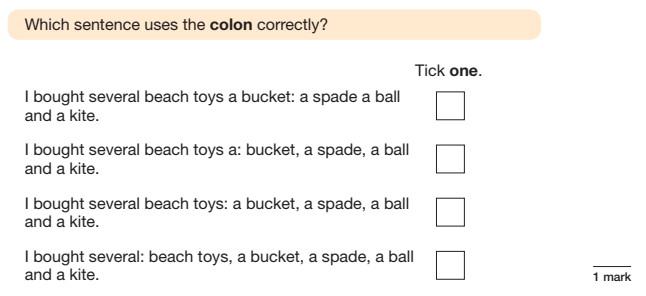 Which sentence uses the colon correctly?
Tick one.
I bought several beach toys a bucket: a spade a ball
and a kite.
I bought several beach toys a: bucket, a spade, a ball
and a kite.
I bought several beach toys: a bucket, a spade, a ball
and a kite.
I bought several: beach toys, a bucket, a spade, a ball
and a kite.
1 mark